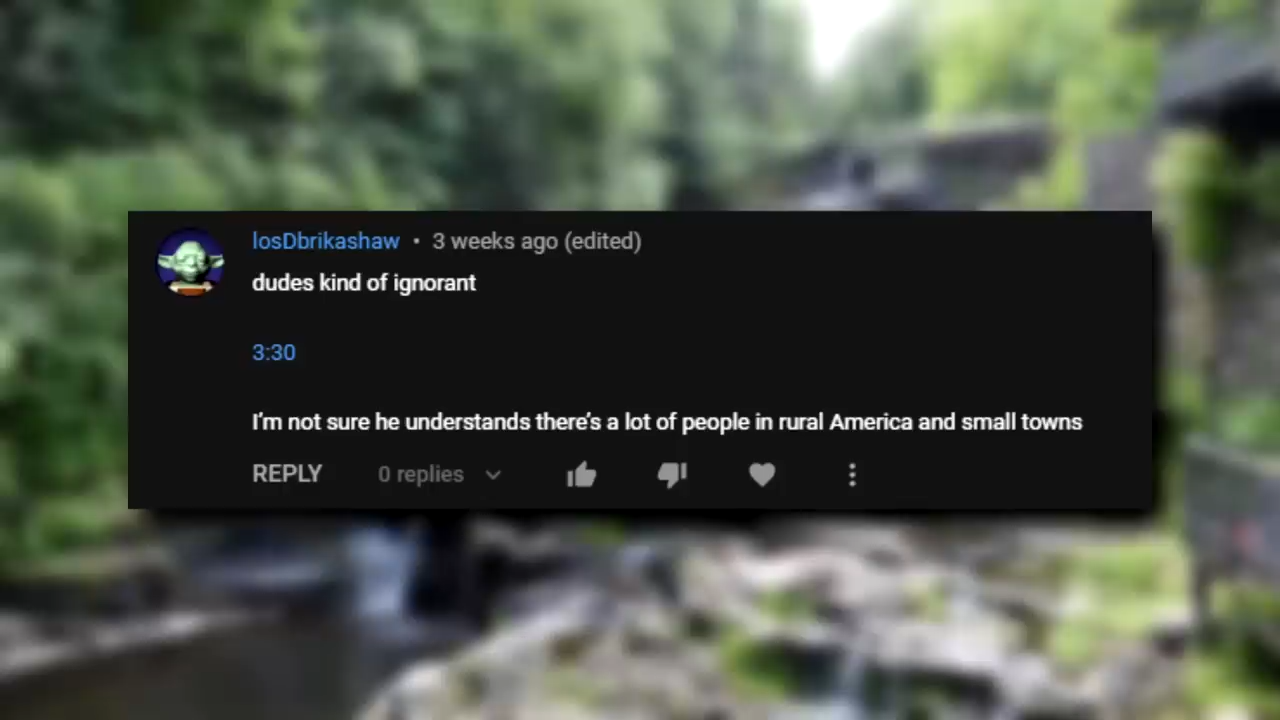 losDbrikashaw • 3 weeks ago (edited)
dudes kind of ignorant
3:30
I'm not sure he understands there's a lot of people in rural America and small towns
REPLY 0 replies